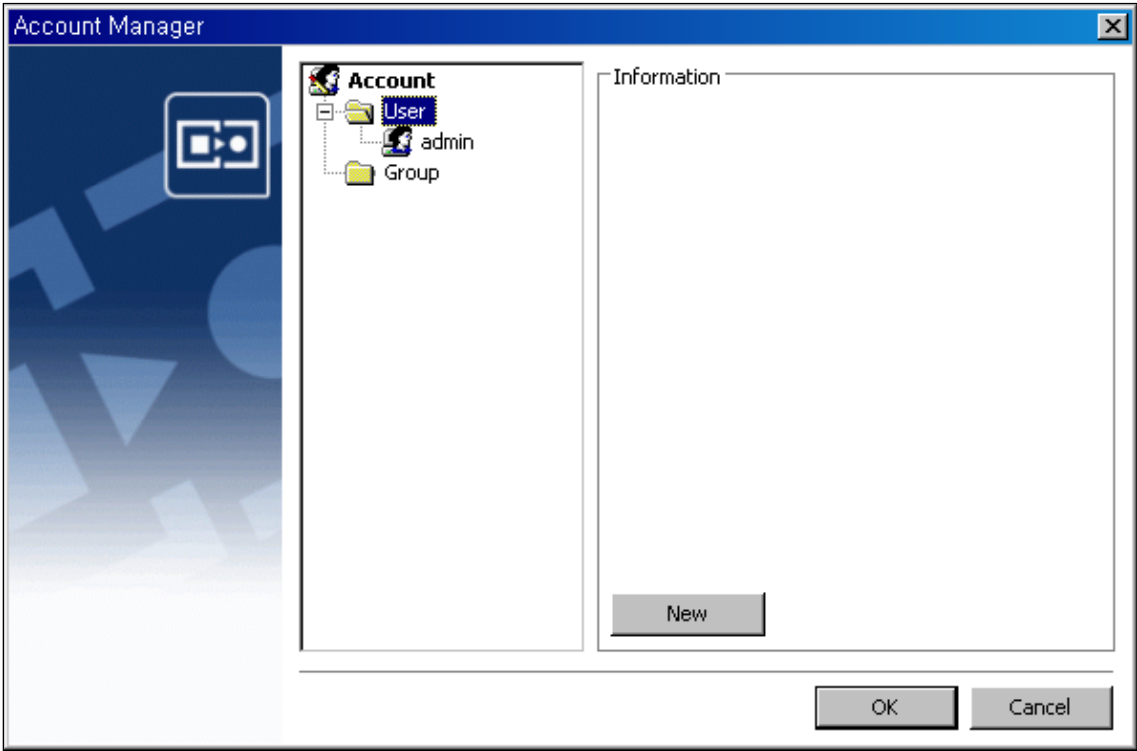 Account Manager
Account
User
admin
Group
Information
New
OK
Cancel